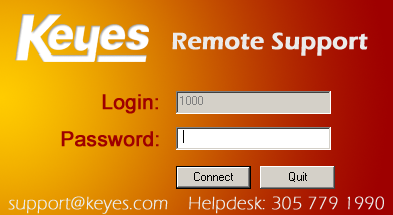 Keyes Remote Support
Login: 1000
Password:
Connect Quit
support@keyes.com Helpdesk: 305 779 1990